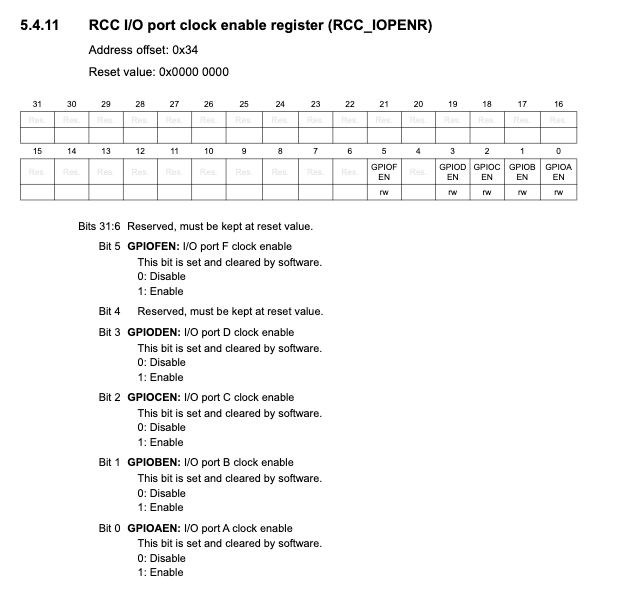 5.4.11 RCC I/O port clock enable register (RCC_IOPENR)
Address offset: 0x34
Reset value: 0x0000 0000
31 30 29 28 27 26 25 24 23 22 21 20 19 18 17 16
Res. Res. Res. Res. Res. Res. Res. Res. Res. Res. Res. Res. Res. Res. Res. Res.
15 14 13 12 11 10 9 8 7 6 5 4 3 2 1 0
Res. Res. Res. Res. Res. Res. Res. Res. Res. Res. GPIOF EN Res. GPIOD EN GPIOC EN GPIOB EN GPIOA EN
rw rw rw rw rw
Bits 31:6 Reserved, must be kept at reset value.
Bit 5 GPIOFEN: I/O port F clock enable
This bit is set and cleared by software.
0: Disable
1: Enable
Bit 4 Reserved, must be kept at reset value.
Bit 3 GPIODEN: I/O port D clock enable
This bit is set and cleared by software.
0: Disable
1: Enable
Bit 2 GPIOCEN: I/O port C clock enable
This bit is set and cleared by software.
0: Disable
1: Enable
Bit 1 GPIOBEN: I/O port B clock enable
This bit is set and cleared by software.
0: Disable
1: Enable
Bit 0 GPIOAEN: I/O port A clock enable
This bit is set and cleared by software.
0: Disable
1: Enable